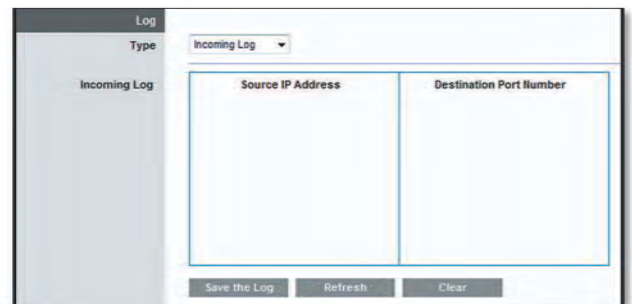 Log
Type Incoming Log
Incoming Log Source IP Address Destination Port Number
Save the Log Refresh Clear